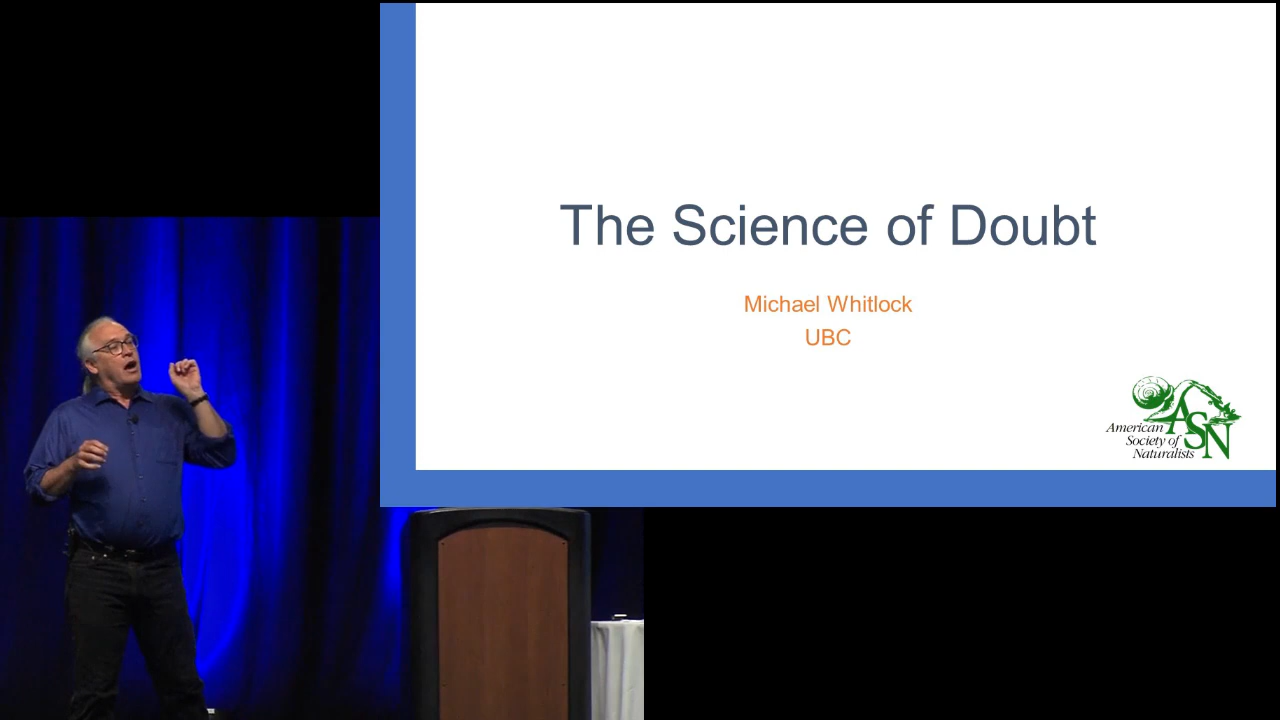 The Science of Doubt
Michael Whitlock
UBC
ASN
American
Society of
Naturalists